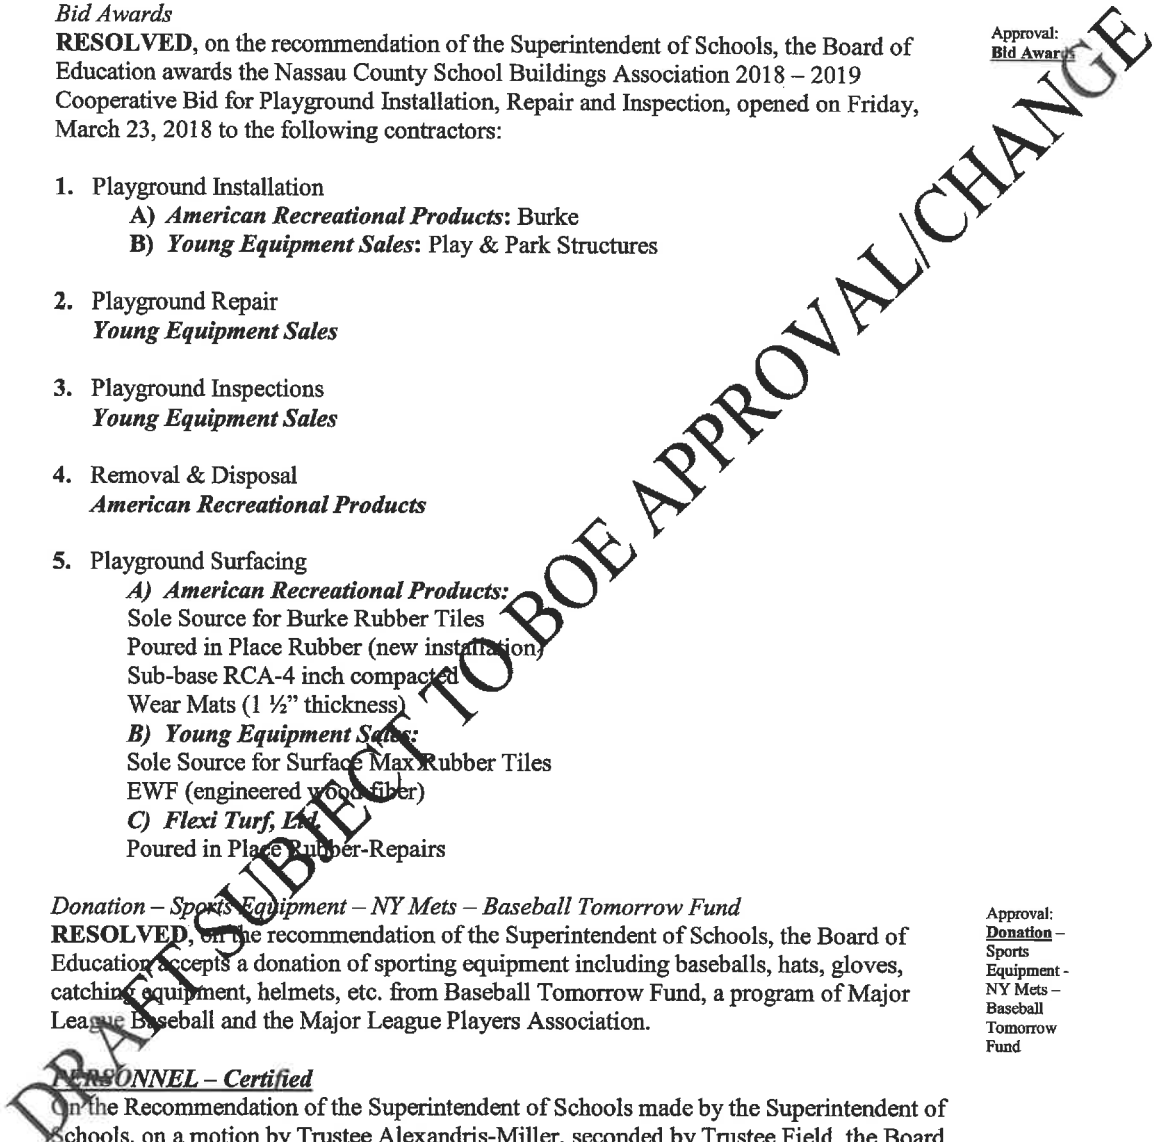 Bid Awards
RESOLVED, on the recommendation of the Superintendent of Schools, the Board of
Education awards the Nassau County School Buildings Association 2018 – 2019
Cooperative Bid for Playground Installation, Repair and Inspection, opened on Friday,
March 23, 2018 to the following contractors:
Approval:
Bid Awards
1. Playground Installation
A) American Recreational Products: Burke
B) Young Equipment Sales: Play & Park Structures
2. Playground Repair
Young Equipment Sales
3. Playground Inspections
Young Equipment Sales
4. Removal & Disposal
American Recreational Products
5. Playground Surfacing
A) American Recreational Products:
Sole Source for Burke Rubber Tiles
Poured in Place Rubber (new installation)
Sub-base RCA-4 inch compacted
Wear Mats (1 ½” thickness)
B) Young Equipment Sales:
Sole Source for Surface Max Rubber Tiles
EWF (engineered wood fiber)
C) Flexi Turf, Ltd.
Poured in Place Rubber-Repairs
Donation – Sports Equipment – NY Mets – Baseball Tomorrow Fund
RESOLVED, on the recommendation of the Superintendent of Schools, the Board of
Education accepts a donation of sporting equipment including baseballs, hats, gloves,
catching equipment, helmets, etc. from Baseball Tomorrow Fund, a program of Major
League Baseball and the Major League Players Association.
Approval:
Donation –
Sports
Equipment -
NY Mets –
Baseball
Tomorrow
Fund
PERSONNEL – Certified
On the Recommendation of the Superintendent of Schools made by the Superintendent of
Schools, on a motion by Trustee Alexandris-Miller, seconded by Trustee Field, the Board
DRAFT SUBJECT TO BOE APPROVAL/CHANGE